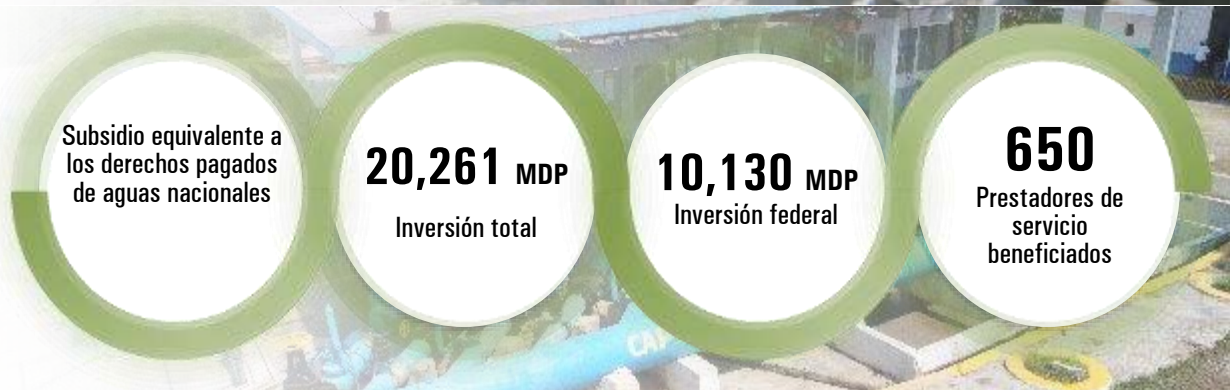 Subsidio equivalente a
los derechos pagados
de aguas nacionales
20,261 MDP
Inversión total
10,130 MDP
Inversión federal
650
Prestadores de
servicio
beneficiados